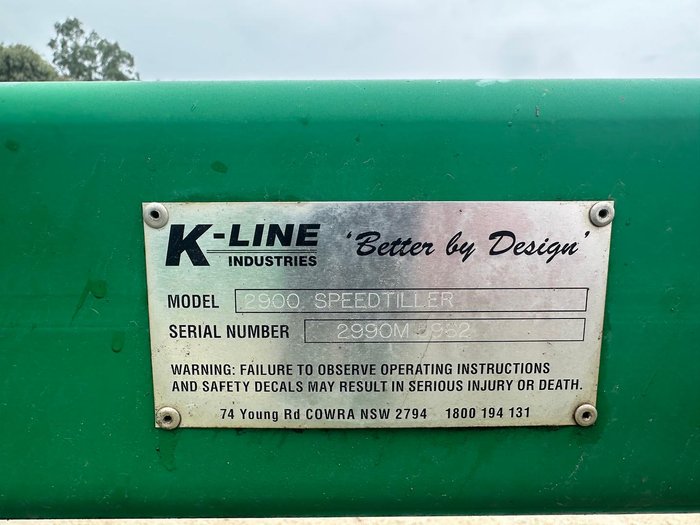 K-LINE
INDUSTRIES
'Better by Design'
MODEL 2900 SPEEDTILLER
SERIAL NUMBER 2990M 952
WARNING: FAILURE TO OBSERVE OPERATING INSTRUCTIONS
AND SAFETY DECALS MAY RESULT IN SERIOUS INJURY OR DEATH.
74 Young Rd COWRA NSW 2794 1800 194 131